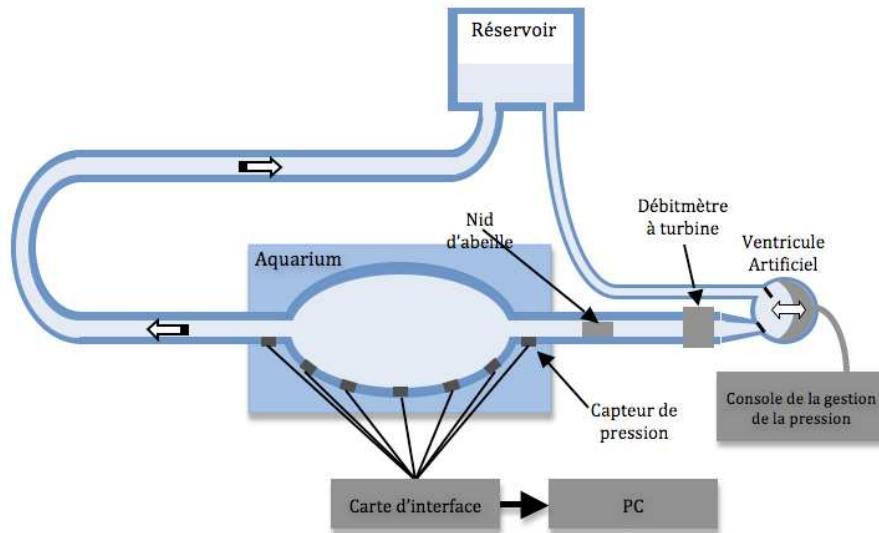 Réservoir
Nid
d'abeille
Débitmètre
à turbine
Ventricule
Artificiel
Aquarium
Capteur de
pression
Console de la gestion
de la pression
Carte d'interface
PC